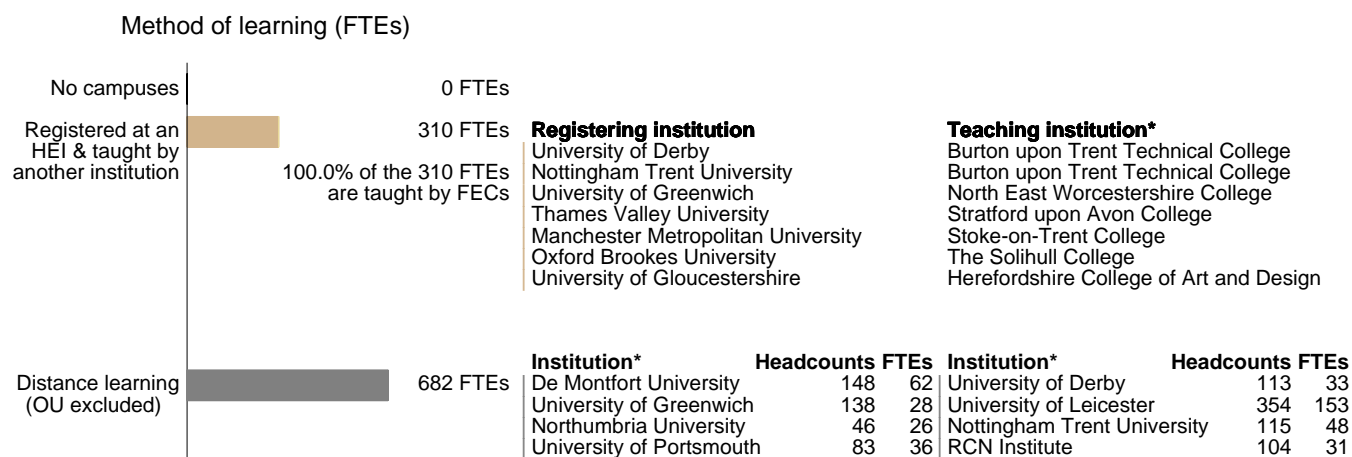 Method of learning (FTEs)
No campuses 0 FTEs
Registered at an HEI & taught by another institution
310 FTEs
100.0% of the 310 FTEs
are taught by FECs
Registering institution Teaching institution*
University of Derby Burton upon Trent Technical College
Nottingham Trent University Burton upon Trent Technical College
University of Greenwich North East Worcestershire College
Thames Valley University Stratford upon Avon College
Manchester Metropolitan University Stoke-on-Trent College
Oxford Brookes University The Solihull College
University of Gloucestershire Herefordshire College of Art and Design
Distance learning
(OU excluded)
682 FTEs
Institution* Headcounts FTEs Institution* Headcounts FTEs
De Montfort University 148 62 University of Derby 113 33
University of Greenwich 138 28 University of Leicester 354 153
Northumbria University 46 26 Nottingham Trent University 115 48
University of Portsmouth 83 36 RCN Institute 104 31